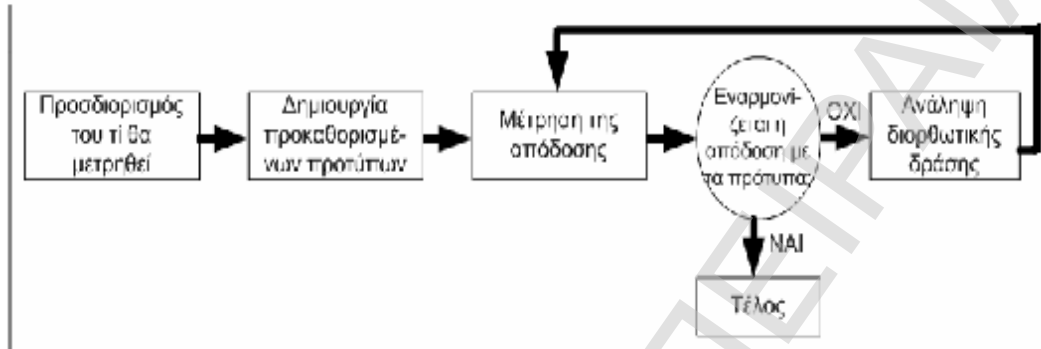 Προσδιορισμός
του τί θα
μετρηθεί
Δημιουργία
προκαθορισμέ-
νων προτύπων
Μέτρηση της
απόδοσης
Εναρμονί-
ζεται η
απόδοση με
τα πρότυπα;
ΟΧΙ
Ανάληψη
διορθωτικής
δράσης
ΝΑΙ
Τέλος